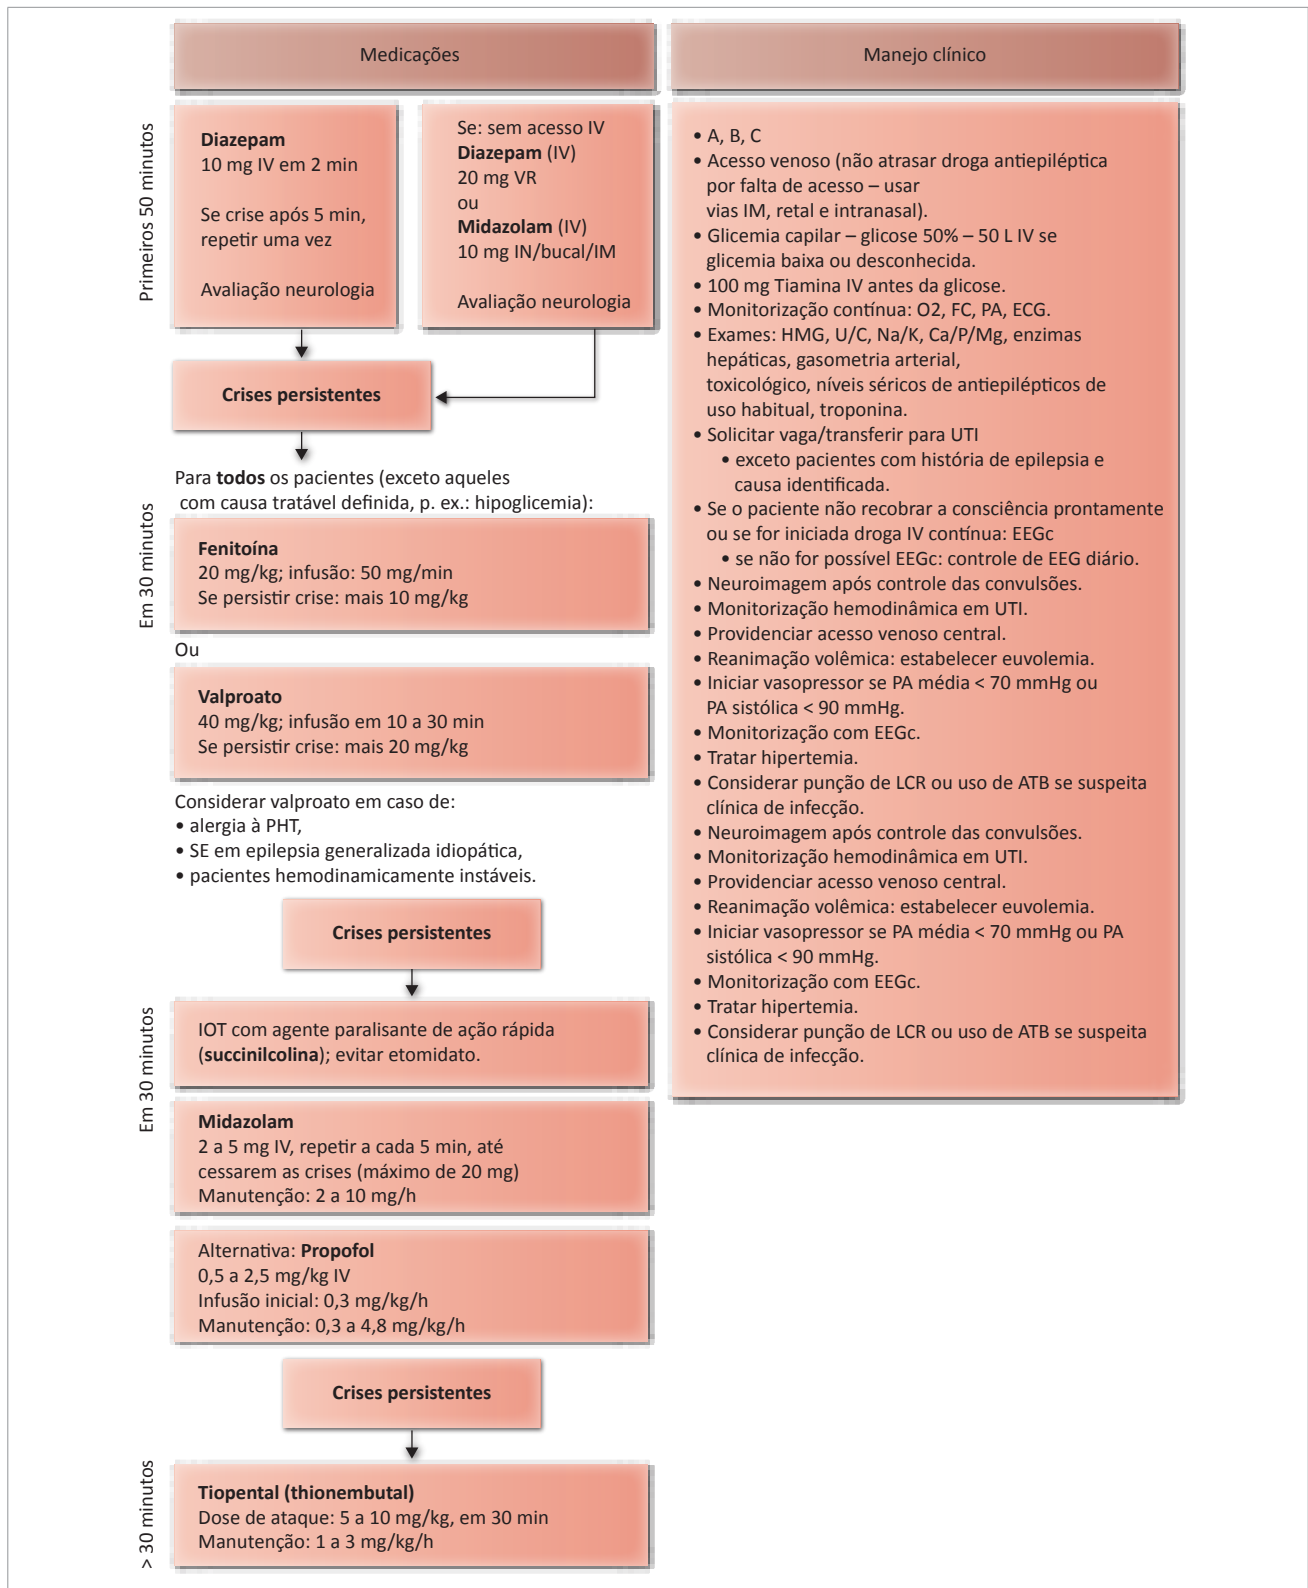 Medicações
Manejo clínico
Primeiros 50 minutos
Diazepam
10 mg IV em 2 min
Se crise após 5 min,
repetir uma vez
Avaliação neurologia
Se: sem acesso IV
Diazepam (IV)
20 mg VR
ou
Midazolam (IV)
10 mg IN/bucal/IM
Avaliação neurologia
Crises persistentes
Para todos os pacientes (exceto aqueles
com causa tratável definida, p. ex.: hipoglicemia):
Em 30 minutos
Fenitoína
20 mg/kg; infusão: 50 mg/min
Se persistir crise: mais 10 mg/kg
Ou
Valproato
40 mg/kg; infusão em 10 a 30 min
Se persistir crise: mais 20 mg/kg
Considerar valproato em caso de:
• alergia à PHT,
• SE em epilepsia generalizada idiopática,
• pacientes hemodinamicamente instáveis.
Crises persistentes
Em 30 minutos
IOT com agente paralisante de ação rápida
(succinilcolina); evitar etomidato.
Midazolam
2 a 5 mg IV, repetir a cada 5 min, até
cessarem as crises (máximo de 20 mg)
Manutenção: 2 a 10 mg/h
Alternativa: Propofol
0,5 a 2,5 mg/kg IV
Infusão inicial: 0,3 mg/kg/h
Manutenção: 0,3 a 4,8 mg/kg/h
Crises persistentes
> 30 minutos
Tiopental (thionembutal)
Dose de ataque: 5 a 10 mg/kg, em 30 min
Manutenção: 1 a 3 mg/kg/h
• A, B, C
• Acesso venoso (não atrasar droga antiepiléptica
por falta de acesso – usar
vias IM, retal e intranasal).
• Glicemia capilar – glicose 50% – 50 L IV se
glicemia baixa ou desconhecida.
• 100 mg Tiamina IV antes da glicose.
• Monitorização contínua: O2, FC, PA, ECG.
• Exames: HMG, U/C, Na/K, Ca/P/Mg, enzimas
hepáticas, gasometria arterial,
toxicológico, níveis séricos de antiepilépticos de
uso habitual, troponina.
• Solicitar vaga/transferir para UTI
• exceto pacientes com história de epilepsia e
causa identificada.
• Se o paciente não recobrar a consciência prontamente
ou se for iniciada droga IV contínua: EEGc
• se não for possível EEGc: controle de EEG diário.
• Neuroimagem após controle das convulsões.
• Monitorização hemodinâmica em UTI.
• Providenciar acesso venoso central.
• Reanimação volêmica: estabelecer euvolemia.
• Iniciar vasopressor se PA média < 70 mmHg ou
PA sistólica < 90 mmHg.
• Monitorização com EEGc.
• Tratar hipertemia.
• Considerar punção de LCR ou uso de ATB se suspeita
clínica de infecção.
• Neuroimagem após controle das convulsões.
• Monitorização hemodinâmica em UTI.
• Providenciar acesso venoso central.
• Reanimação volêmica: estabelecer euvolemia.
• Iniciar vasopressor se PA média < 70 mmHg ou PA
sistólica < 90 mmHg.
• Monitorização com EEGc.
• Tratar hipertemia.
• Considerar punção de LCR ou uso de ATB se suspeita
clínica de infecção.